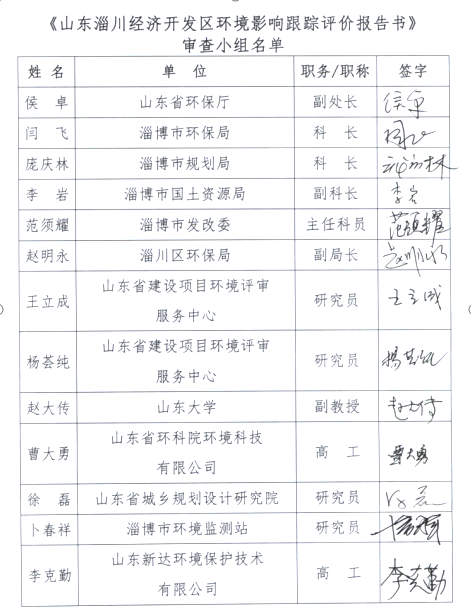 《山东淄川经济开发区环境影响跟踪评价报告书》
审查小组名单
姓 名 单 位 职务/职称 签字
侯 卓 山东省环保厅 副处长
闫 飞 淄博市环保局 科 长
庞庆林 淄博市规划局 科 长
李 岩 淄博市国土资源局 副科长 李岩
范须耀 淄博市发改委 主任科员 范须耀
赵明永 淄川区环保局 副局长 赵明永
王立成 山东省建设项目环境评审 研究员 王立成
服务中心
杨荟纯 山东省建设项目环境评审 研究员 杨荟纯
服务中心
赵大传 山东大学 副教授 赵大传
曹大勇 山东省环科院环境科技 高 工 曹大勇
有限公司
徐 磊 山东省城乡规划设计研究院 研究员 徐磊
卜春祥 淄博市环境监测站 研究员
李克勤 山东新达环境保护技术 高 工 李克勤
有限公司